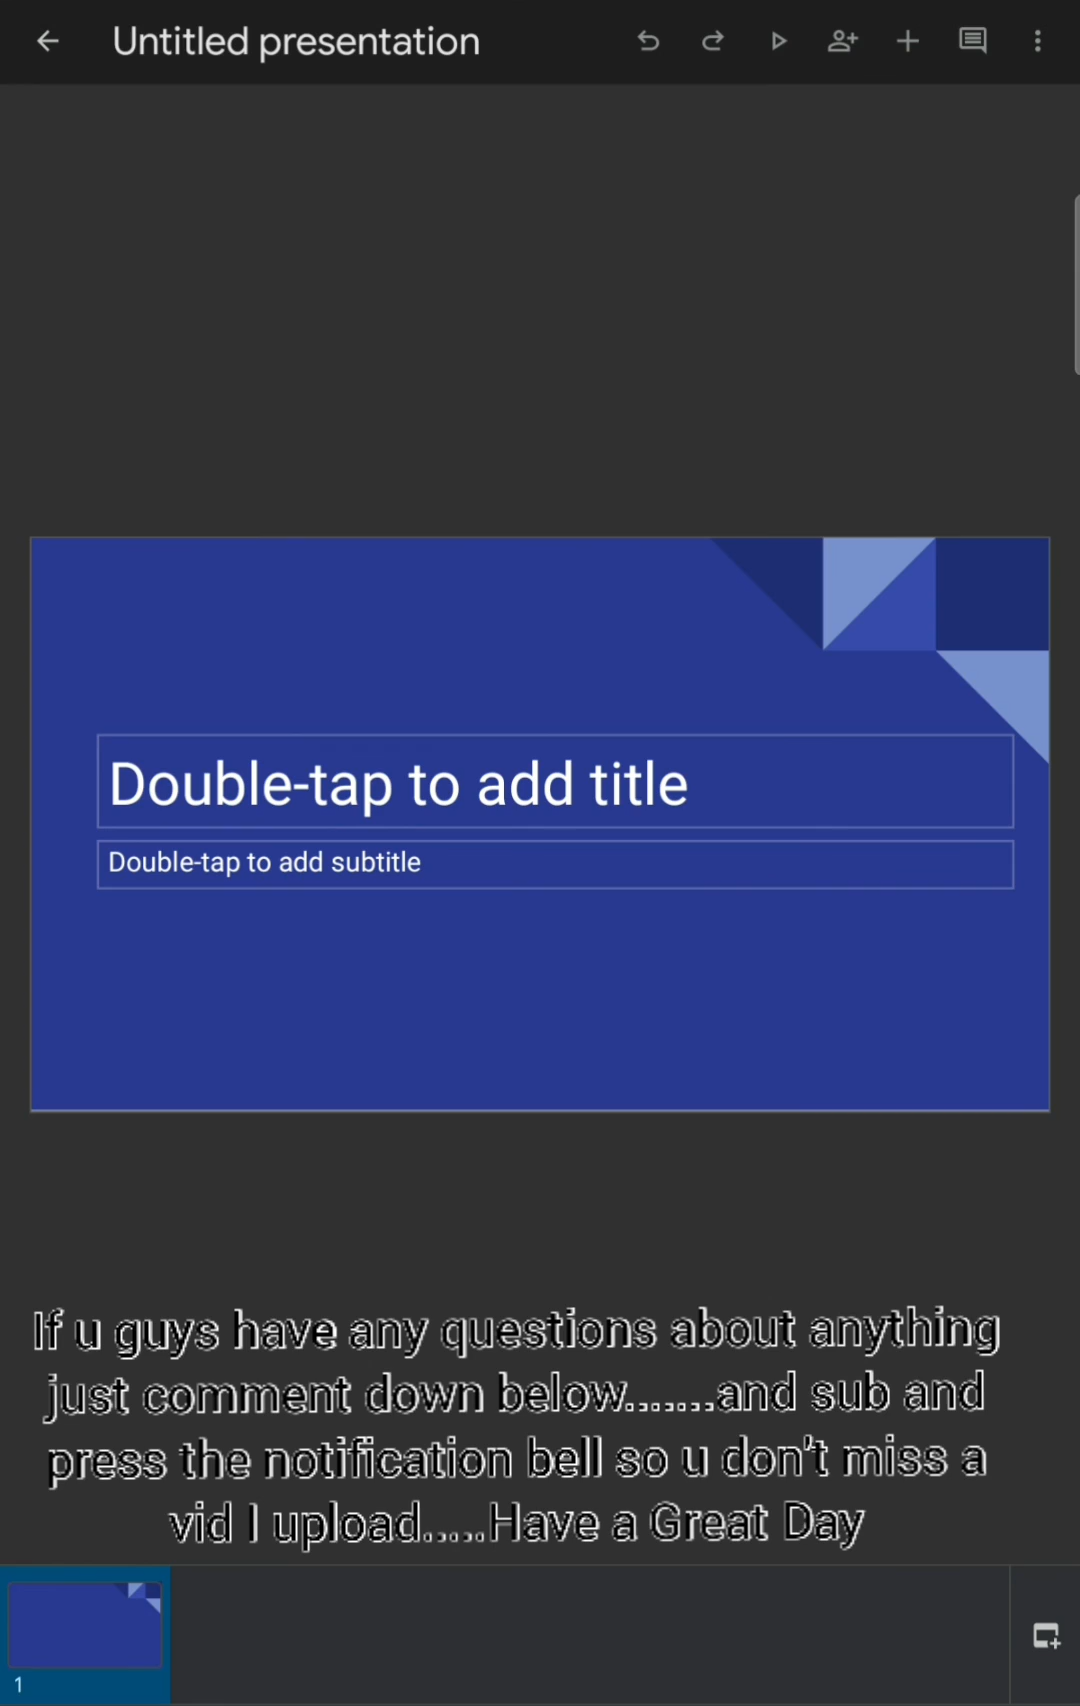 Untitled presentation
Double-tap to add title
Double-tap to add subtitle
If u guys have any questions about anything
just comment down below.......and sub and
press the notification bell so u don't miss a
vid I upload.....Have a Great Day
1